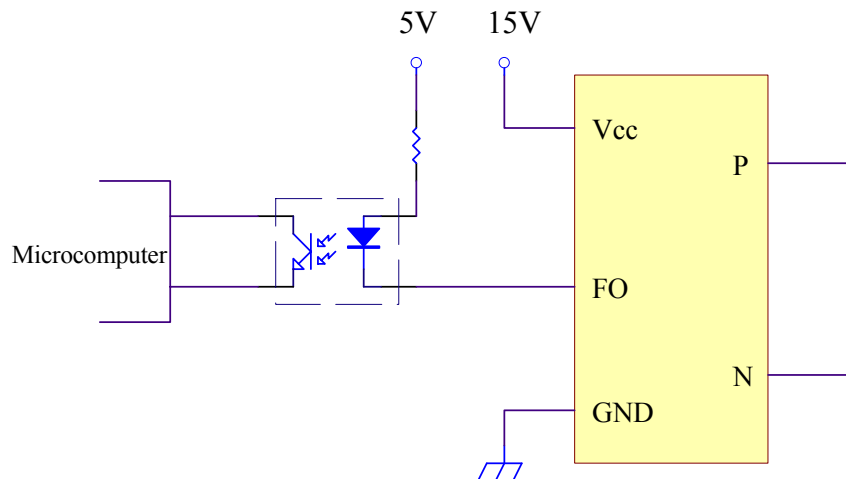 5V
15V
Vcc
P
Microcomputer
FO
N
GND